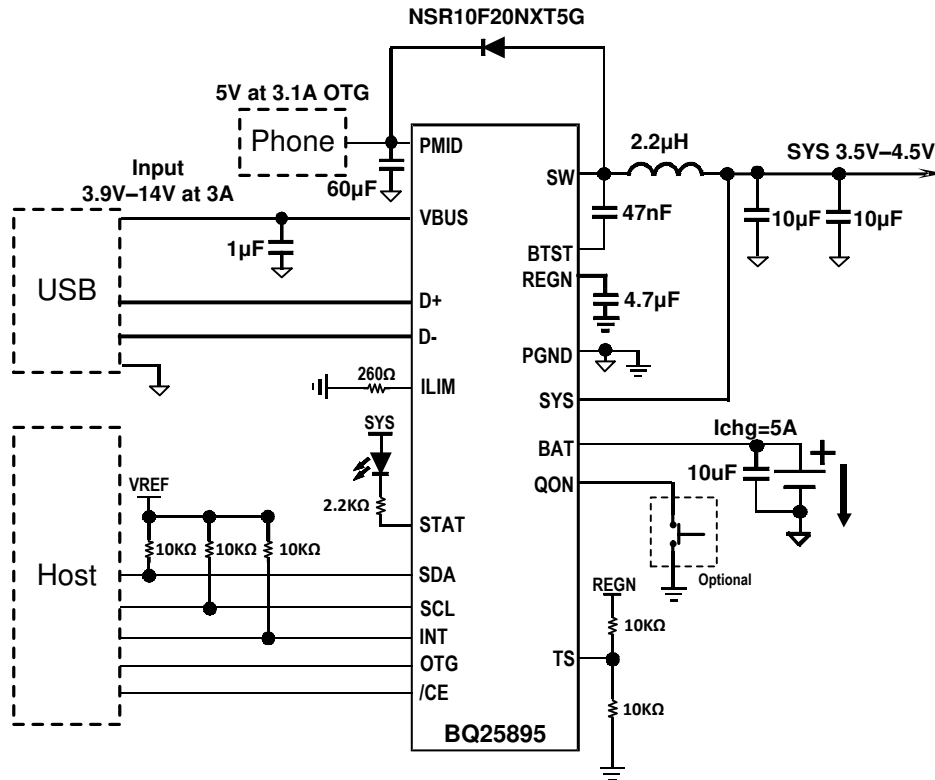 NSR10F20NXT5G
5V at 3.1A OTG
Phone
PMID
60µF
2.2µH
SYS 3.5V–4.5V
SW
Input
3.9V–14V at 3A
VBUS
1µF
47nF
10µF
10µF
BTST
REGN
4.7µF
USB
D+
D-
PGND
260Ω
ILIM
SYS
SYS
Ichg=5A
BAT
+
10uF
QON
VREF
2.2KΩ
STAT
10KΩ
10KΩ
10KΩ
Host
SDA
Optional
REGN
SCL
10KΩ
INT
OTG
TS
/CE
10KΩ
BQ25895